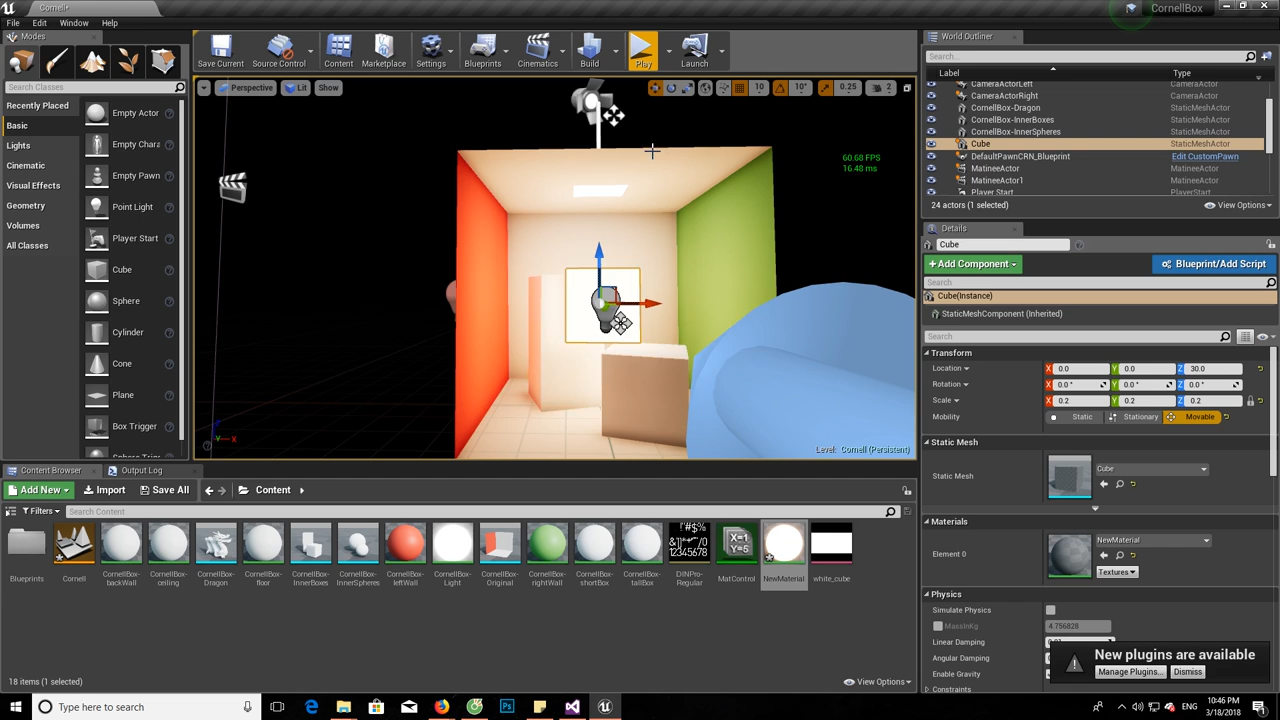 Cornell*
CornellBox
File Edit Window Help
Modes
Search Classes
Recently Placed
Basic
Lights
Cinematic
Visual Effects
Geometry
Volumes
All Classes
Empty Actor
Empty Chara
Empty Pawn
Point Light
Player Start
Cube
Sphere
Cylinder
Cone
Plane
Box Trigger
Save Current
Source Control
Content
Marketplace
Settings
Blueprints
Cinematics
Build
Play
Launch
Perspective Lit Show
10 10° 0.25 2
60.68 FPS
16.48 ms
Level: Cornell (Persistent)
World Outliner
Search...
Label Type
CameraActorLeft CameraActor
CameraActorRight CameraActor
CornellBox-Dragon StaticMeshActor
CornellBox-InnerBoxes StaticMeshActor
CornellBox-InnerSpheres StaticMeshActor
Cube StaticMeshActor
DefaultPawnCRN_Blueprint Edit CustomPawn
MatineeActor MatineeActor
MatineeActor1 MatineeActor
Player Start PlayerStart
24 actors (1 selected) View Options
Details
Cube
+Add Component Blueprint/Add Script
Search
Cube(Instance)
StaticMeshComponent (Inherited)
Search
Transform
Location X 0.0 Y 0.0 Z 30.0
Rotation X 0.0 ° Y 0.0 ° Z 0.0 °
Scale X 0.2 Y 0.2 Z 0.2
Mobility Static Stationary Movable
Static Mesh
Static Mesh Cube
Materials
Element 0 NewMaterial
Textures
Physics
Simulate Physics
MassInKg 4.756828
Linear Damping
Angular Damping
Enable Gravity
Constraints
New plugins are available
Manage Plugins... Dismiss
Content Browser Output Log
Add New Import Save All Content
Filters Search Content
Blueprints
Cornell
CornellBox-backWall
CornellBox-ceiling
CornellBox-Dragon
CornellBox-floor
CornellBox-InnerBoxes
CornellBox-InnerSpheres
CornellBox-leftWall
CornellBox-Light
CornellBox-Original
CornellBox-rightWall
CornellBox-shortBox
CornellBox-tallBox
DINPro-Regular
MatControl
NewMaterial
white_cube
X=1
Y=5
18 items (1 selected) View Options
Type here to search
ENG
10:46 PM
3/18/2018